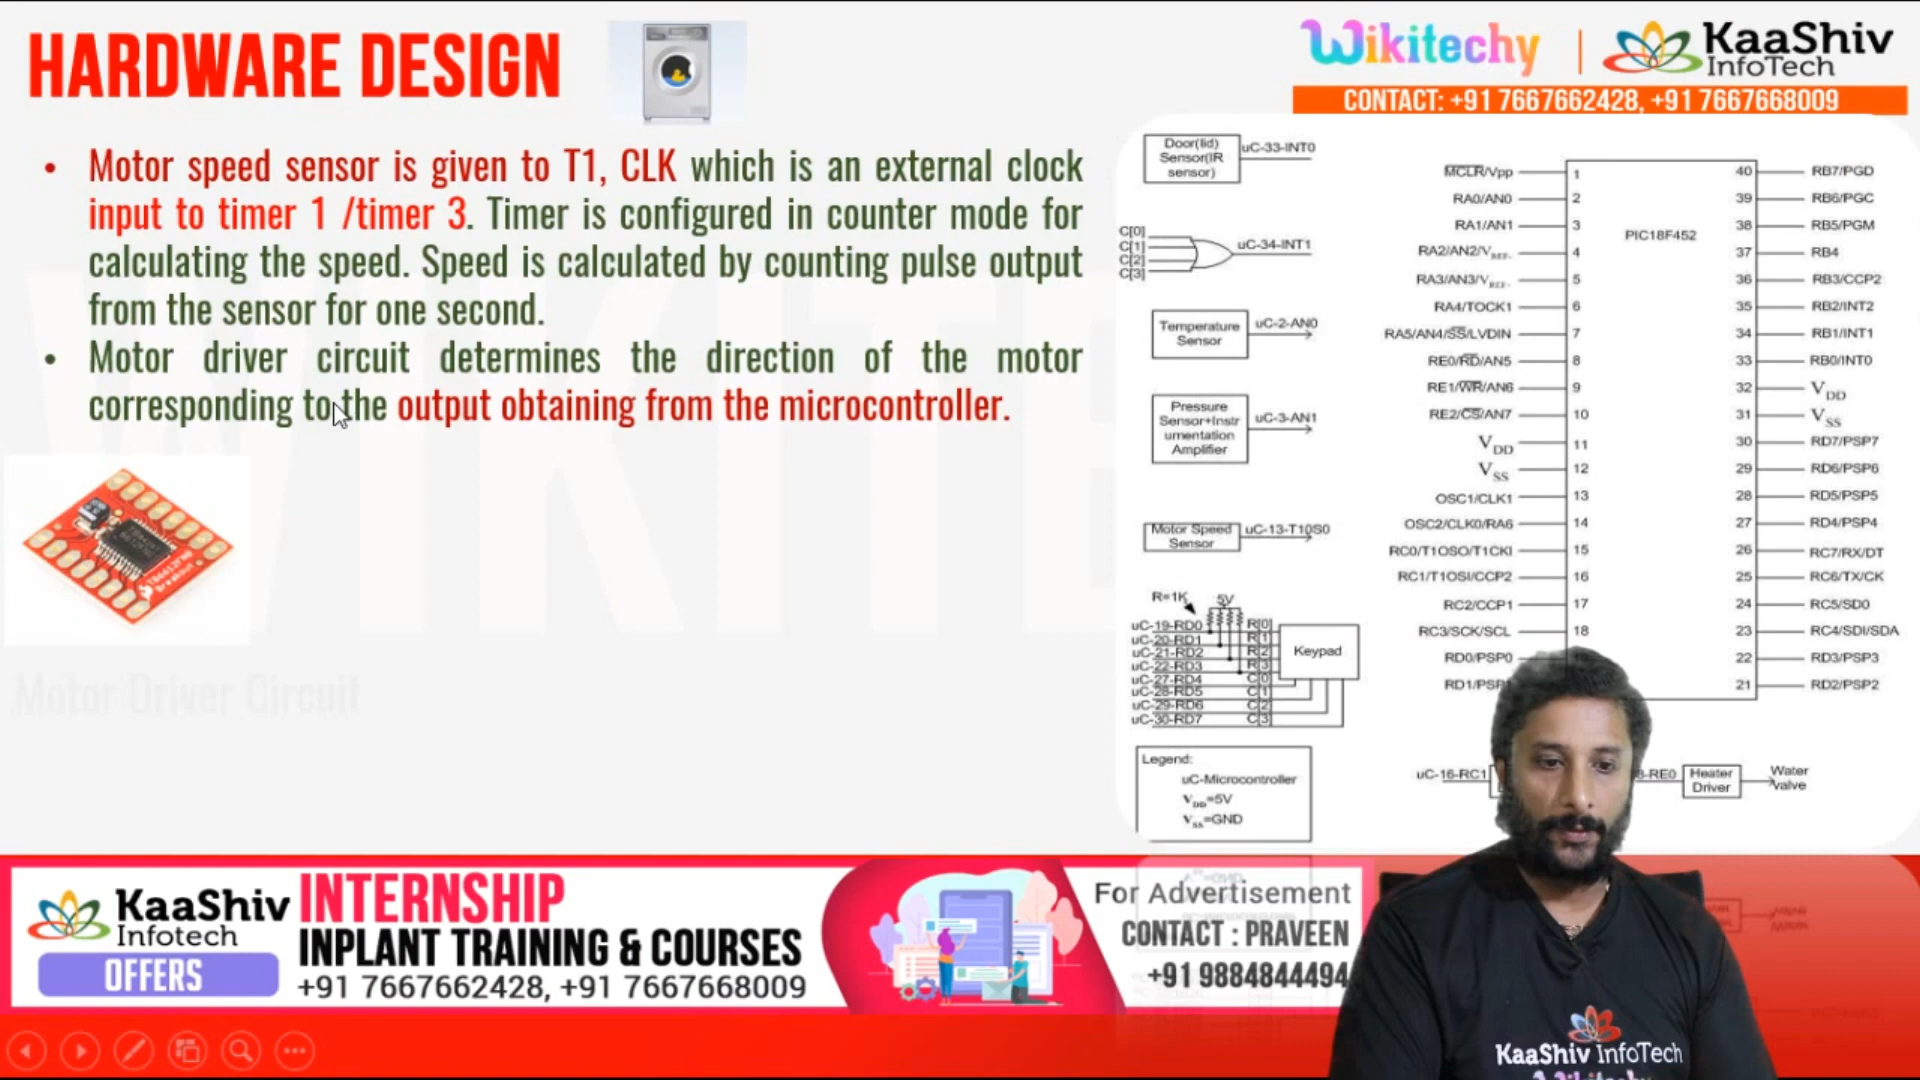 HARDWARE DESIGN
Wikitechy
KaaShiv
InfoTech
CONTACT: +91 7667662428, +91 7667668009
• Motor speed sensor is given to T1, CLK which is an external clock
input to timer 1 /timer 3. Timer is configured in counter mode for
calculating the speed. Speed is calculated by counting pulse output
from the sensor for one second.
• Motor driver circuit determines the direction of the motor
corresponding to the output obtaining from the microcontroller.
Motor Driver Circuit
Door(lid)
Sensor(IR
sensor)
uC-33-INT0
C[0]
C[1]
C[2]
C[3]
uC-34-INT1
Temperature
Sensor
uC-2-AN0
Pressure
Sensor+Instr
umentation
Amplifier
uC-3-AN1
Motor Speed
Sensor
uC-13-T10S0
R=1K
5V
uC-19-RD0 R[0]
uC-20-RD1 R[1]
uC-21-RD2 R[2]
uC-22-RD3 R[3]
uC-27-RD4 C[0]
uC-28-RD5 C[1]
uC-29-RD6 C[2]
uC-30-RD7 C[3]
Keypad
Legend:
uC-Microcontroller
VDD=5V
VSS=GND
PIC18F452
MCLR/Vpp 1 40 RB7/PGD
RA0/AN0 2 39 RB6/PGC
RA1/AN1 3 38 RB5/PGM
RA2/AN2/VREF- 4 37 RB4
RA3/AN3/VREF- 5 36 RB3/CCP2
RA4/TOCK1 6 35 RB2/INT2
RA5/AN4/SS/LVDIN 7 34 RB1/INT1
RE0/RD/AN5 8 33 RB0/INT0
RE1/WR/AN6 9 32 VDD
RE2/CS/AN7 10 31 VSS
VDD 11 30 RD7/PSP7
VSS 12 29 RD6/PSP6
OSC1/CLK1 13 28 RD5/PSP5
OSC2/CLK0/RA6 14 27 RD4/PSP4
RC0/T1OSO/T1CKI 15 26 RC7/RX/DT
RC1/T1OSI/CCP2 16 25 RC6/TX/CK
RC2/CCP1 17 24 RC5/SD0
RC3/SCK/SCL 18 23 RC4/SDI/SDA
RD0/PSP0 22 RD3/PSP3
RD1/PSP 21 RD2/PSP2
uC-16-RC1
-RE0
Heater
Driver
Water
valve
KaaShiv
Infotech
OFFERS
INTERNSHIP
INPLANT TRAINING & COURSES
+91 7667662428, +91 7667668009
For Advertisement
CONTACT : PRAVEEN
+91 9884844494
KaaShiv InfoTech
Wikitechy